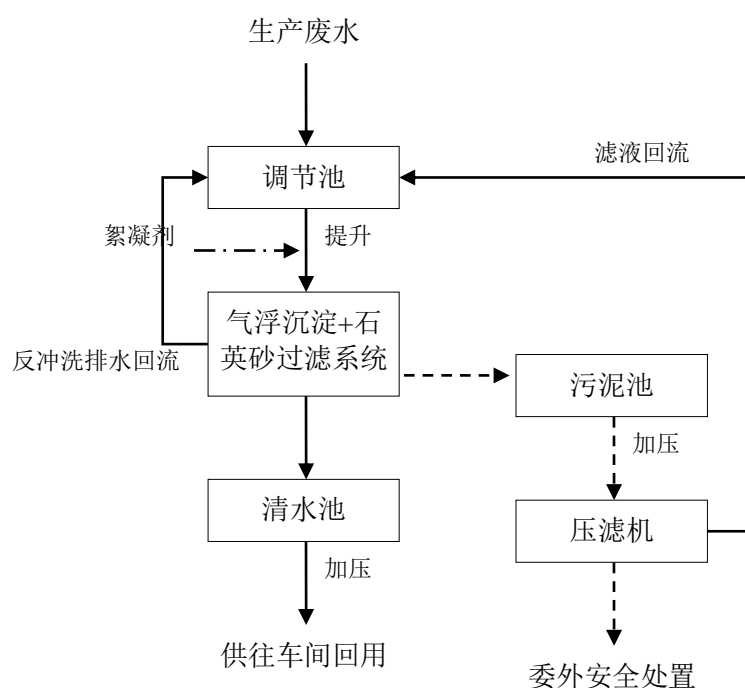 生产废水
滤液回流
调节池
絮凝剂
提升
气浮沉淀+石
英砂过滤系统
反冲洗排水回流
污泥池
加压
清水池
压滤机
加压
供往车间回用
委外安全处置